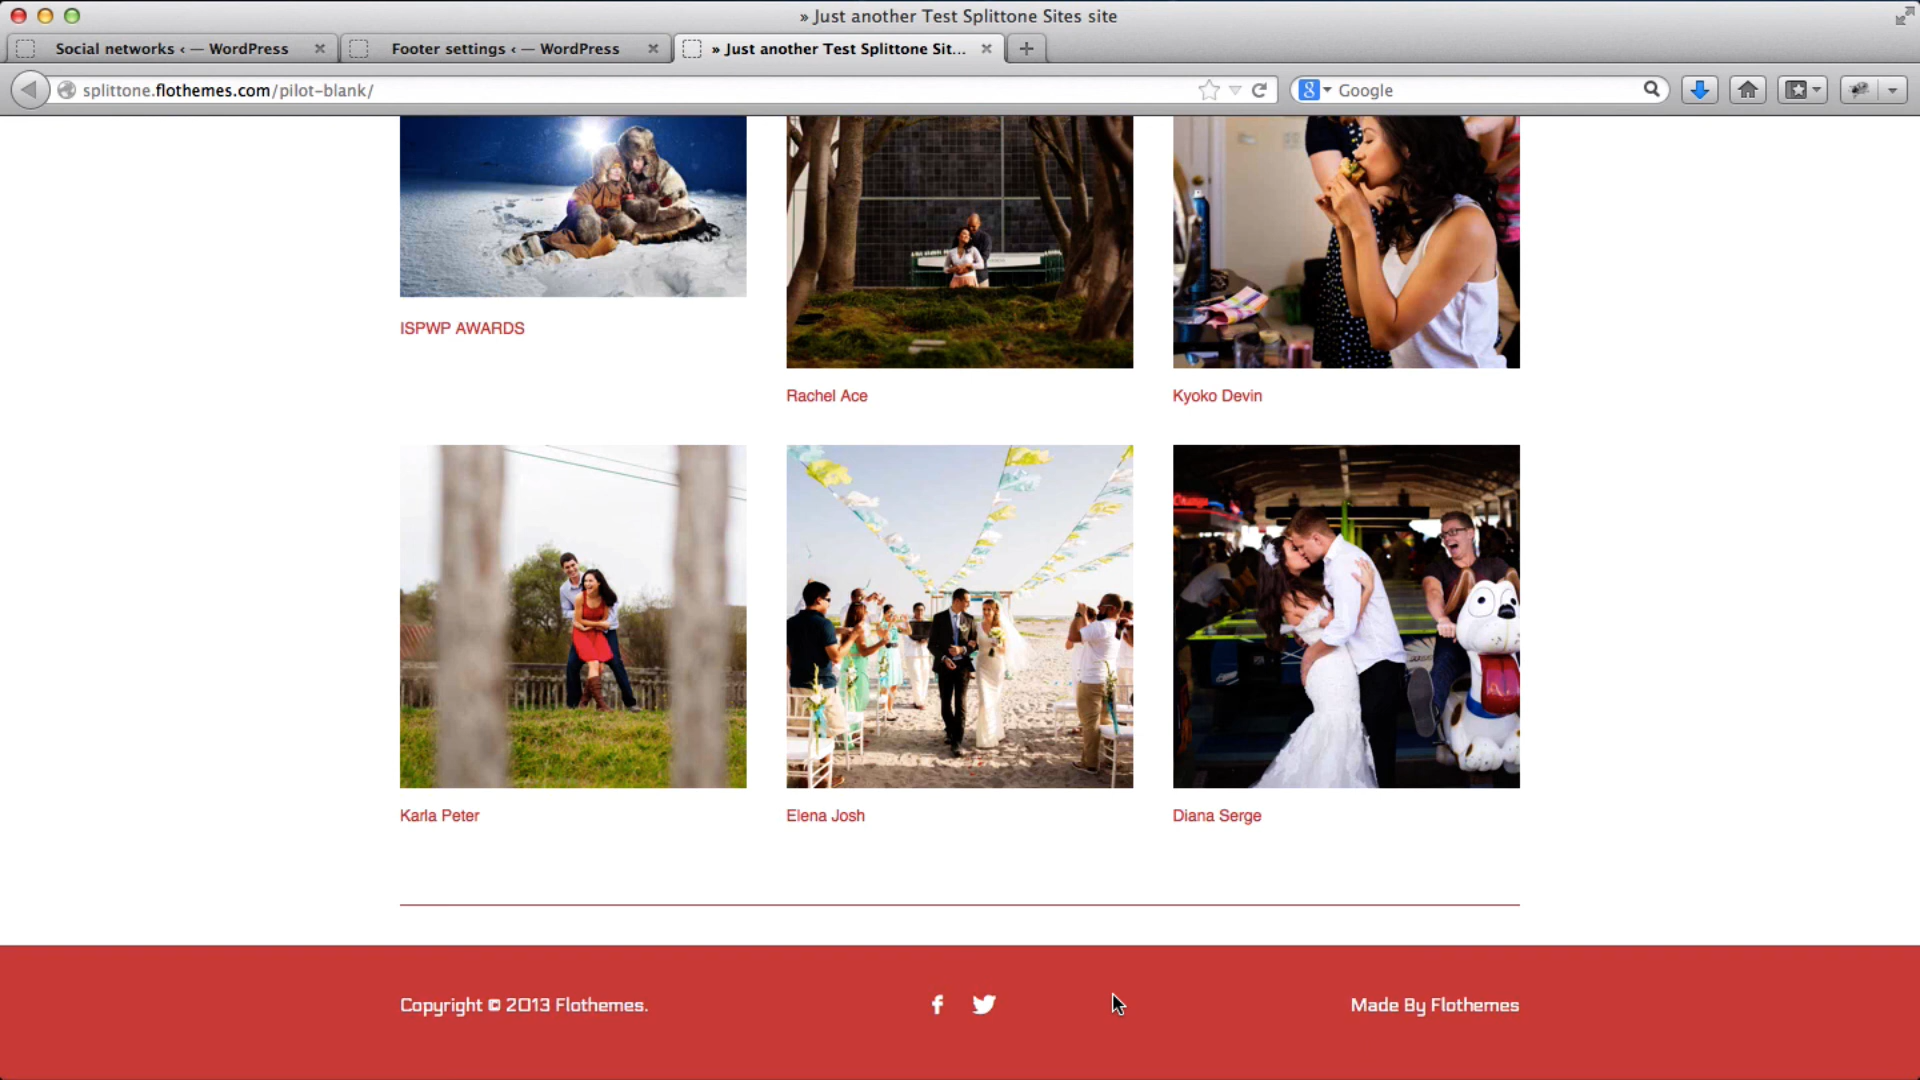 » Just another Test Splittone Sites site
Social networks ‹ — WordPress
Footer settings ‹ — WordPress
» Just another Test Splittone Sit...
splittone.flothemes.com/pilot-blank/
Google
ISPWP AWARDS
Rachel Ace
Kyoko Devin
Karla Peter
Elena Josh
Diana Serge
Copyright © 2013 Flothemes.
Made By Flothemes